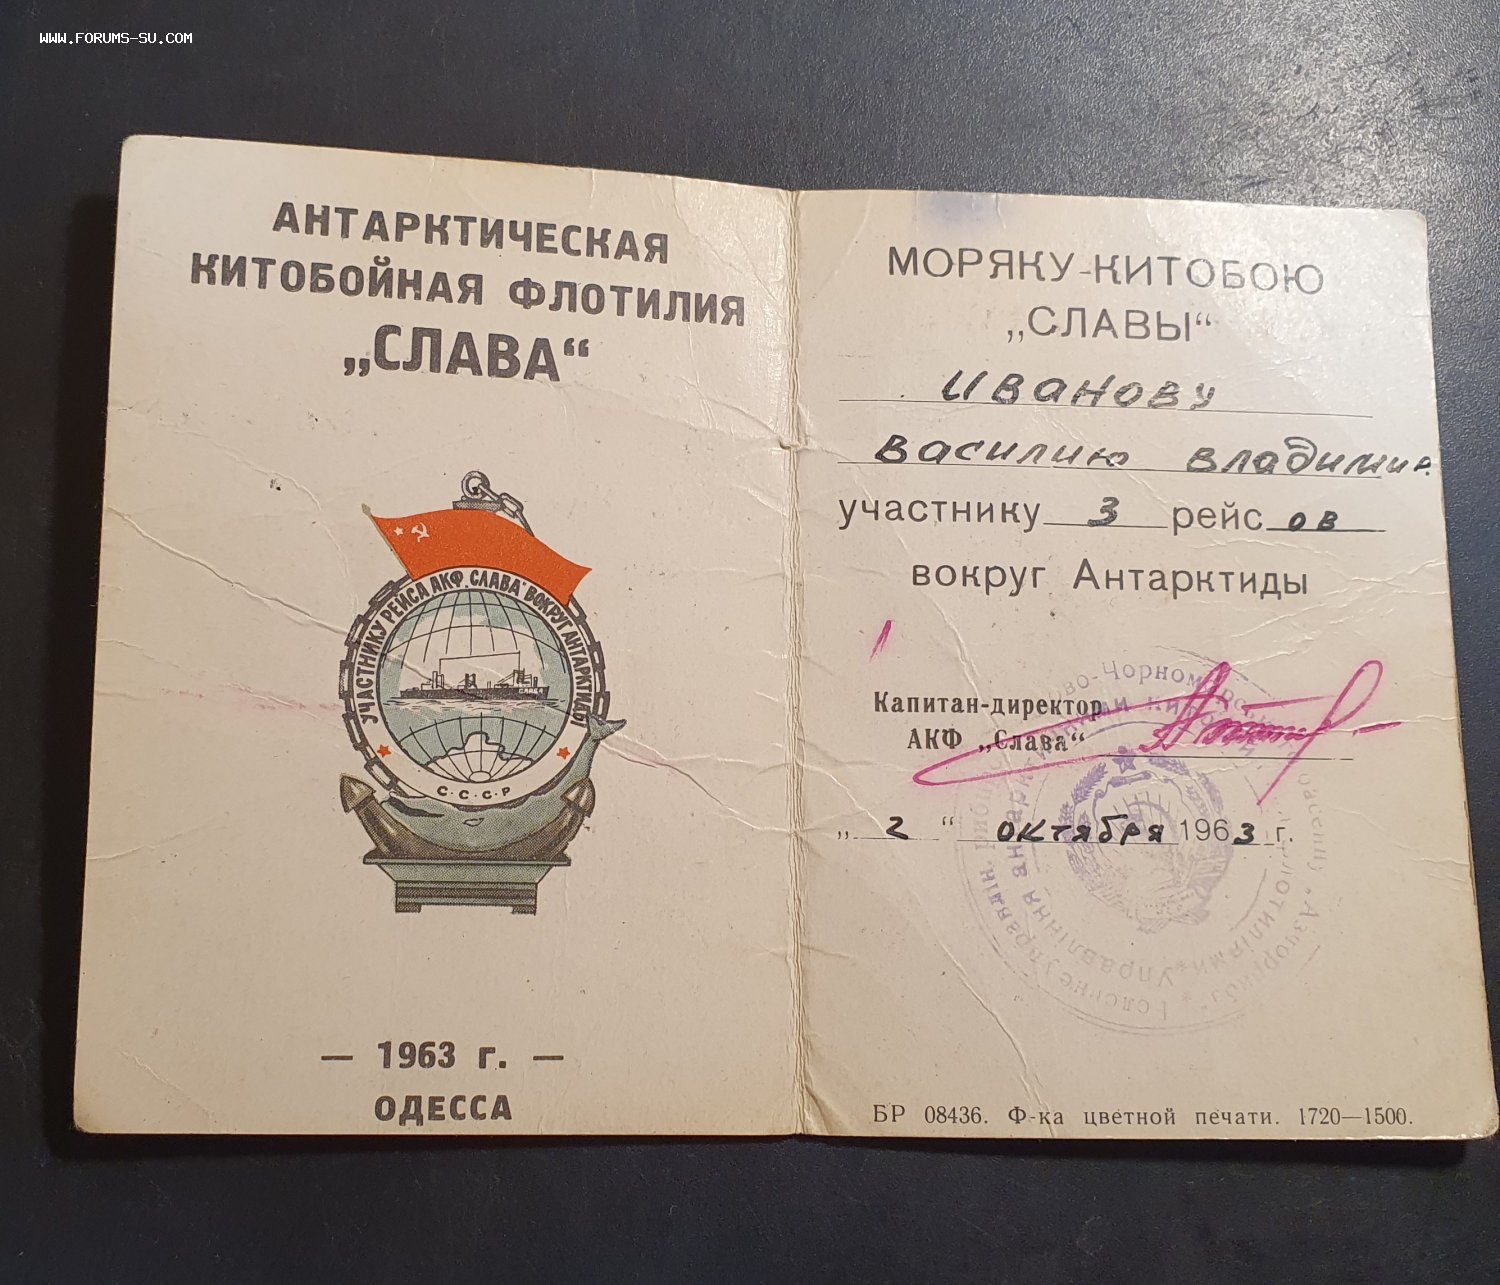 WWW.FORUMS-SU.COM
АНТАРКТИЧЕСКАЯ
КИТОБОЙНАЯ ФЛОТИЛИЯ
„СЛАВА“
УЧАСТНИКУ РЕЙСА АКФ „СЛАВА" ВОКРУГ АНТАРКТИДЫ
СЛАВА
С·С·С·Р
— 1963 г. —
ОДЕССА
МОРЯКУ-КИТОБОЮ
„СЛАВЫ“
Иванову
Василию Владимир.
участнику 3 рейсов
вокруг Антарктиды
Капитан-директор
АКФ „Слава“
„ 2 “ октября 1963 г.
БР 08436. Ф-ка цветной печати. 1720—1500.